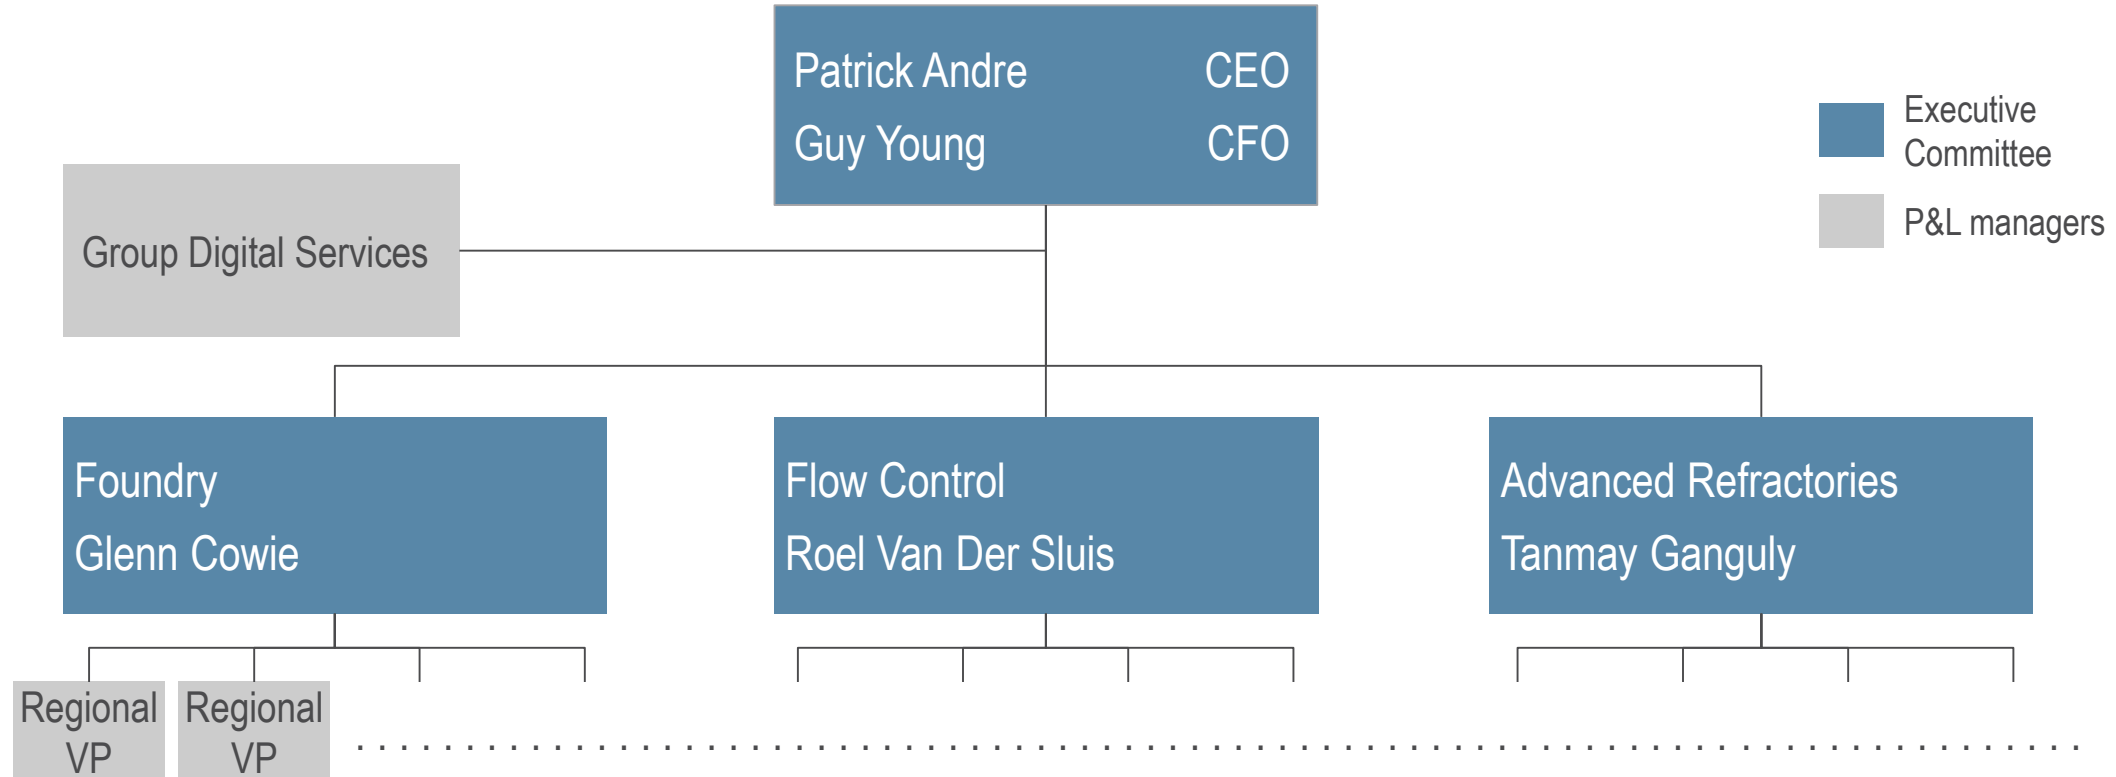 Patrick Andre CEO
Guy Young CFO
Executive
Committee
P&L managers
Group Digital Services
Foundry
Glenn Cowie
Flow Control
Roel Van Der Sluis
Advanced Refractories
Tanmay Ganguly
Regional
VP
Regional
VP